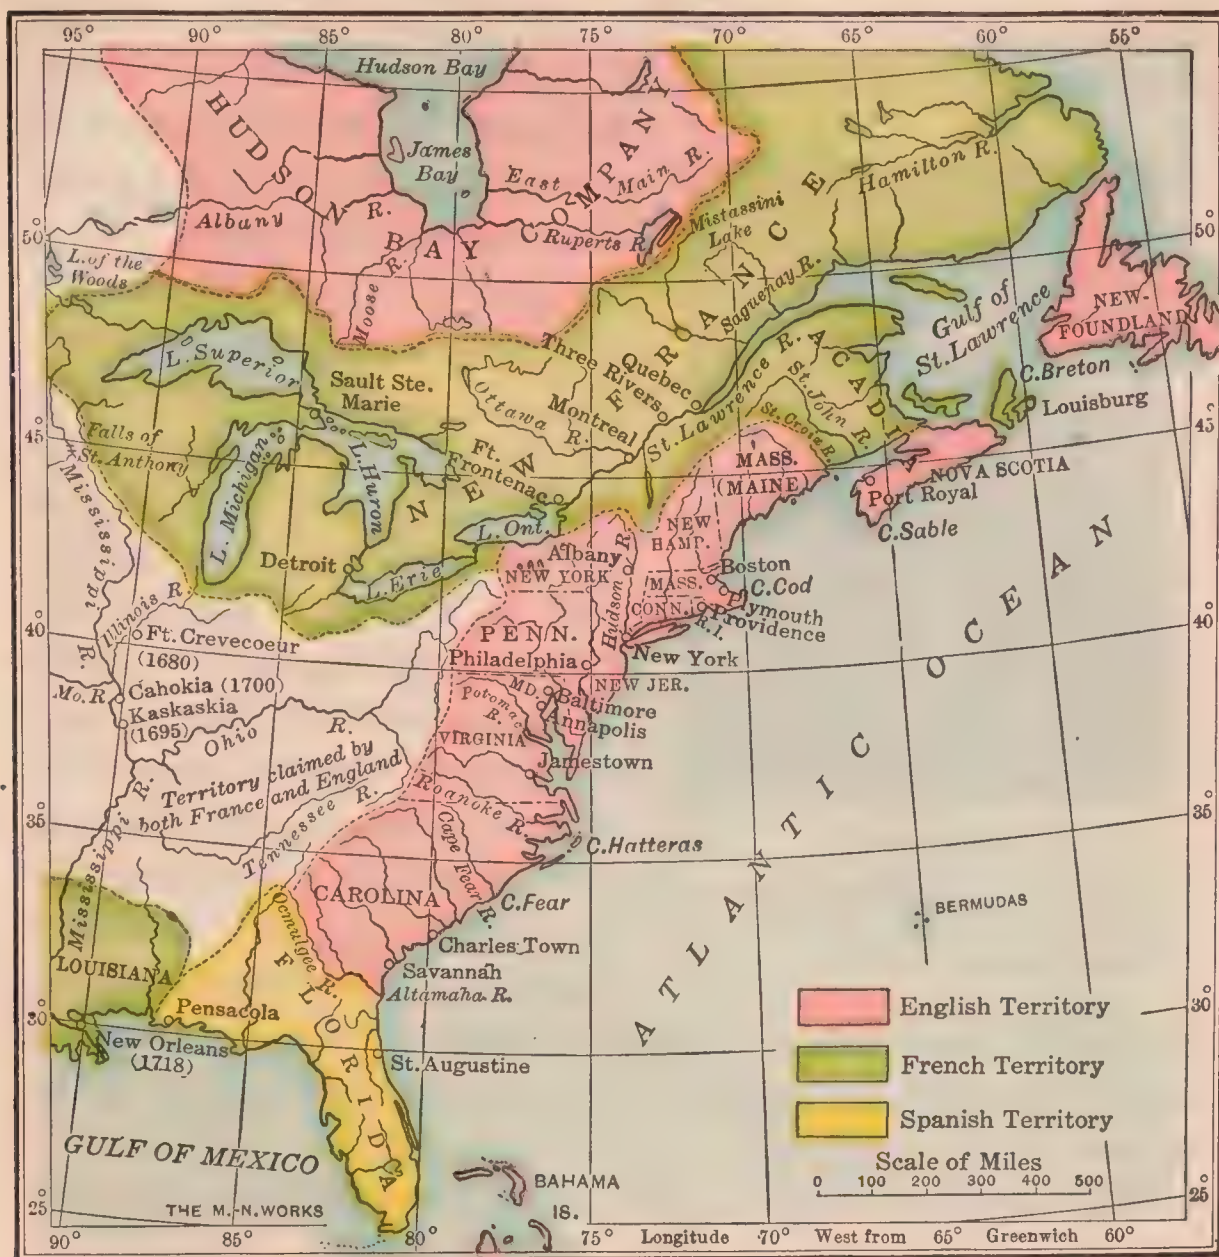 95° 90° 85° 80° 75° 70° 65° 60° 55°
Hudson Bay
James
Bay
HUDSON BAY COMPANY
East Main R.
Albany R.
Ruperts R.
Moose R.
Mistassini
Lake
Hamilton R.
Saguenay R.
50°
50°
L. of the
Woods
NEW FRANCE
L. Superior
Sault Ste.
Marie
Three
Rivers
Quebec
Ottawa R.
Montreal
St. Lawrence R.
ACADIA
St. John R.
St. Croix R.
Gulf of
St. Lawrence
NEW-
FOUNDLAND
C. Breton
Louisburg
45°
45°
Falls of
St. Anthony
L. Michigan
L. Huron
Ft.
Frontenac
L. Ont.
MASS.
(MAINE)
NOVA SCOTIA
Port Royal
C. Sable
Mississippi R.
Detroit
L. Erie
Albany
NEW YORK
Hudson R.
NEW
HAMP.
MASS.
CONN.
R.I.
Boston
C. Cod
Plymouth
Providence
40°
40°
Illinois R.
Ft. Crevecoeur
(1680)
Mo. R.
Cahokia (1700)
Kaskaskia
(1695)
PENN.
Philadelphia
New York
NEW JER.
MD.
Baltimore
Annapolis
Potomac
R.
VIRGINIA
Jamestown
Ohio R.
Territory claimed by
both France and England
Tennessee R.
Roanoke R.
35°
35°
Mississippi R.
Cape Fear R.
C. Hatteras
CAROLINA
C. Fear
Ocmulgee R.
Charles Town
Savannah
Altamaha R.
ATLANTIC OCEAN
BERMUDAS
LOUISIANA
FLORIDA
Pensacola
30°
30°
New Orleans
(1718)
St. Augustine
English Territory
French Territory
Spanish Territory
Scale of Miles
0 100 200 300 400 500
GULF OF MEXICO
BAHAMA
IS.
THE M.-N. WORKS
25°
25°
90° 85° 80° 75° Longitude 70° West from 65° Greenwich 60°